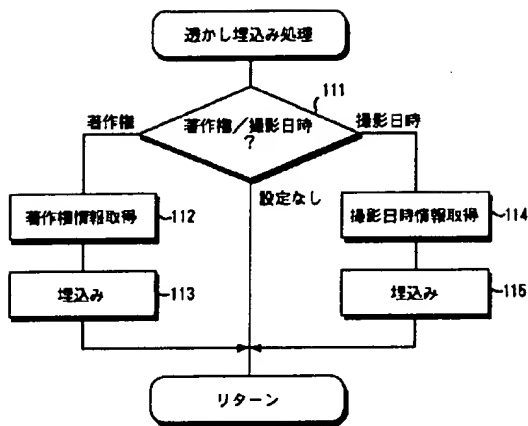 透かし埋込み処理
111
著作権
著作権/撮影日時
?
撮影日時
設定なし
著作権情報取得
112
撮影日時情報取得
114
埋込み
113
埋込み
115
リターン